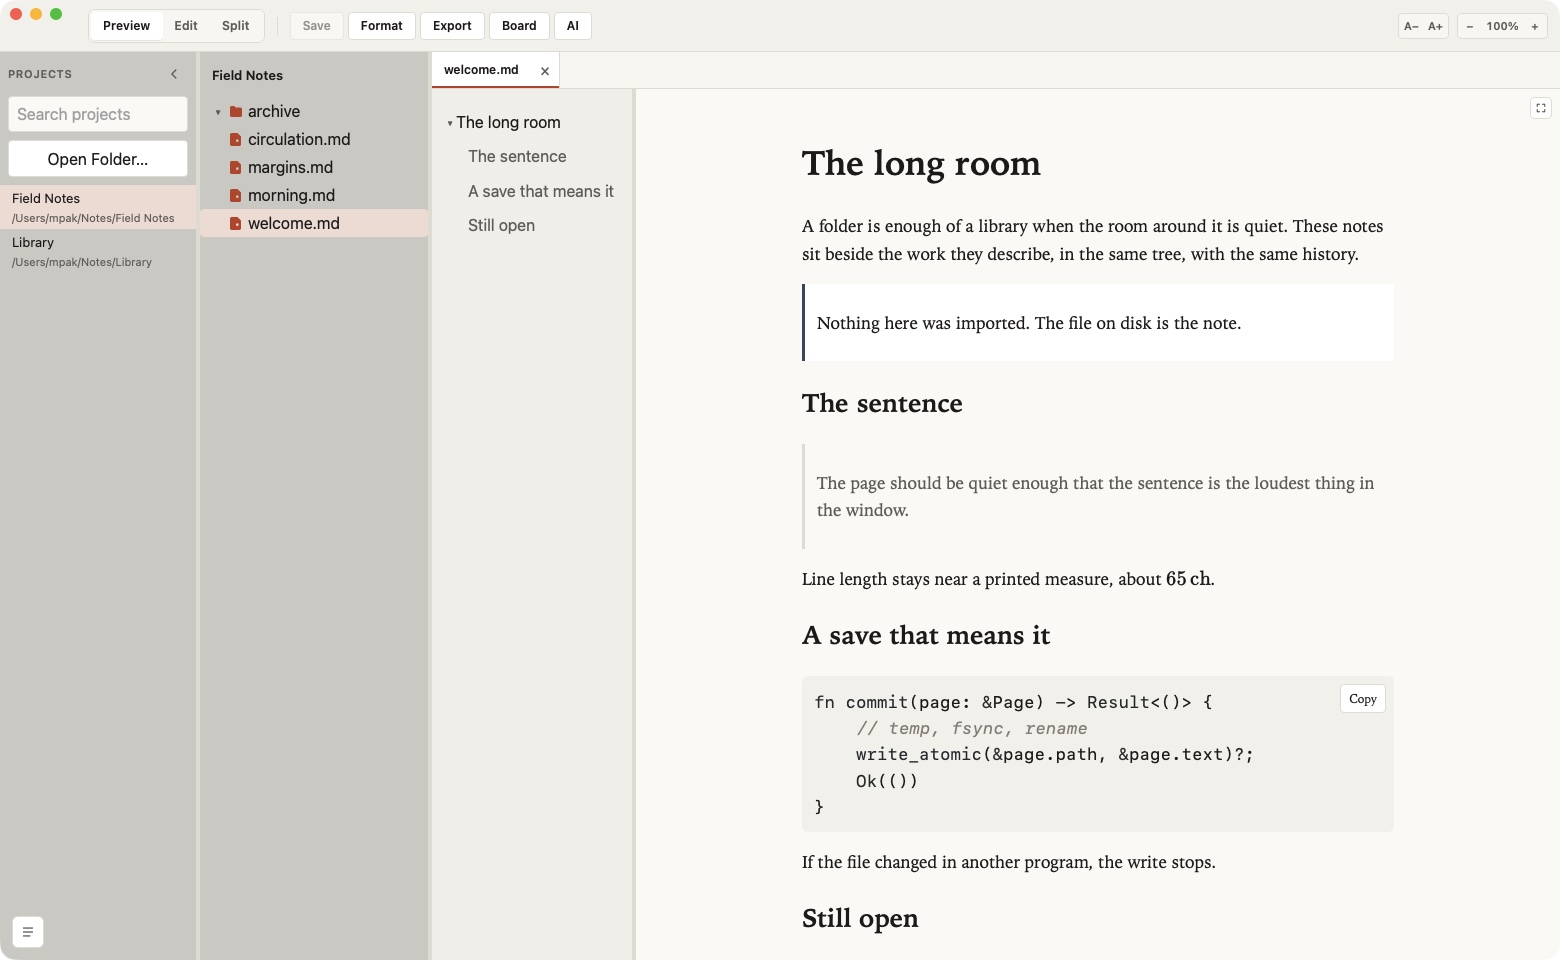 Preview Edit Split Save Format Export Board AI A− A+ − 100% +
PROJECTS
Search projects
Open Folder...
Field Notes
/Users/mpak/Notes/Field Notes
Library
/Users/mpak/Notes/Library
Field Notes
archive
circulation.md
margins.md
morning.md
welcome.md
welcome.md ×
The long room
The sentence
A save that means it
Still open
The long room
A folder is enough of a library when the room around it is quiet. These notes
sit beside the work they describe, in the same tree, with the same history.
Nothing here was imported. The file on disk is the note.
The sentence
The page should be quiet enough that the sentence is the loudest thing in
the window.
Line length stays near a printed measure, about 65 ch.
A save that means it
Copy
fn commit(page: &Page) -> Result<()> {
    // temp, fsync, rename
    write_atomic(&page.path, &page.text)?;
    Ok(())
}
If the file changed in another program, the write stops.
Still open